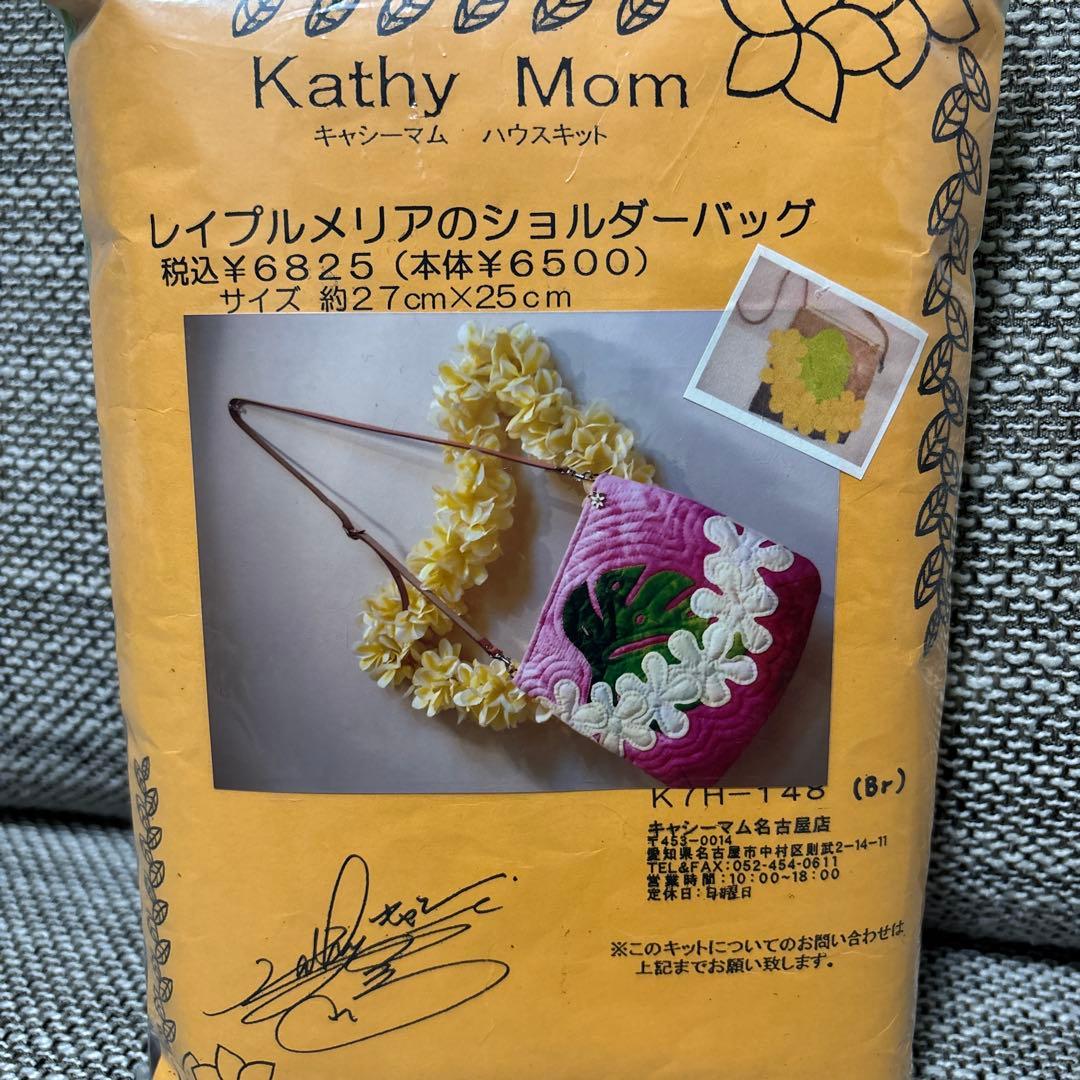 Kathy Mom
キャシーマム ハウスキット
レイプルメリアのショルダーバッグ
税込￥6825（本体￥6500）
サイズ 約27cm×25cm
K7H－148 (Br)
キャシーマム名古屋店
〒453－0014
愛知県名古屋市中村区則武2－14－11
TEL&FAX：052－454－0611
営業時間：10：00～18：00
定休日：日曜日
※このキットについてのお問い合わせは
上記までお願い致します。